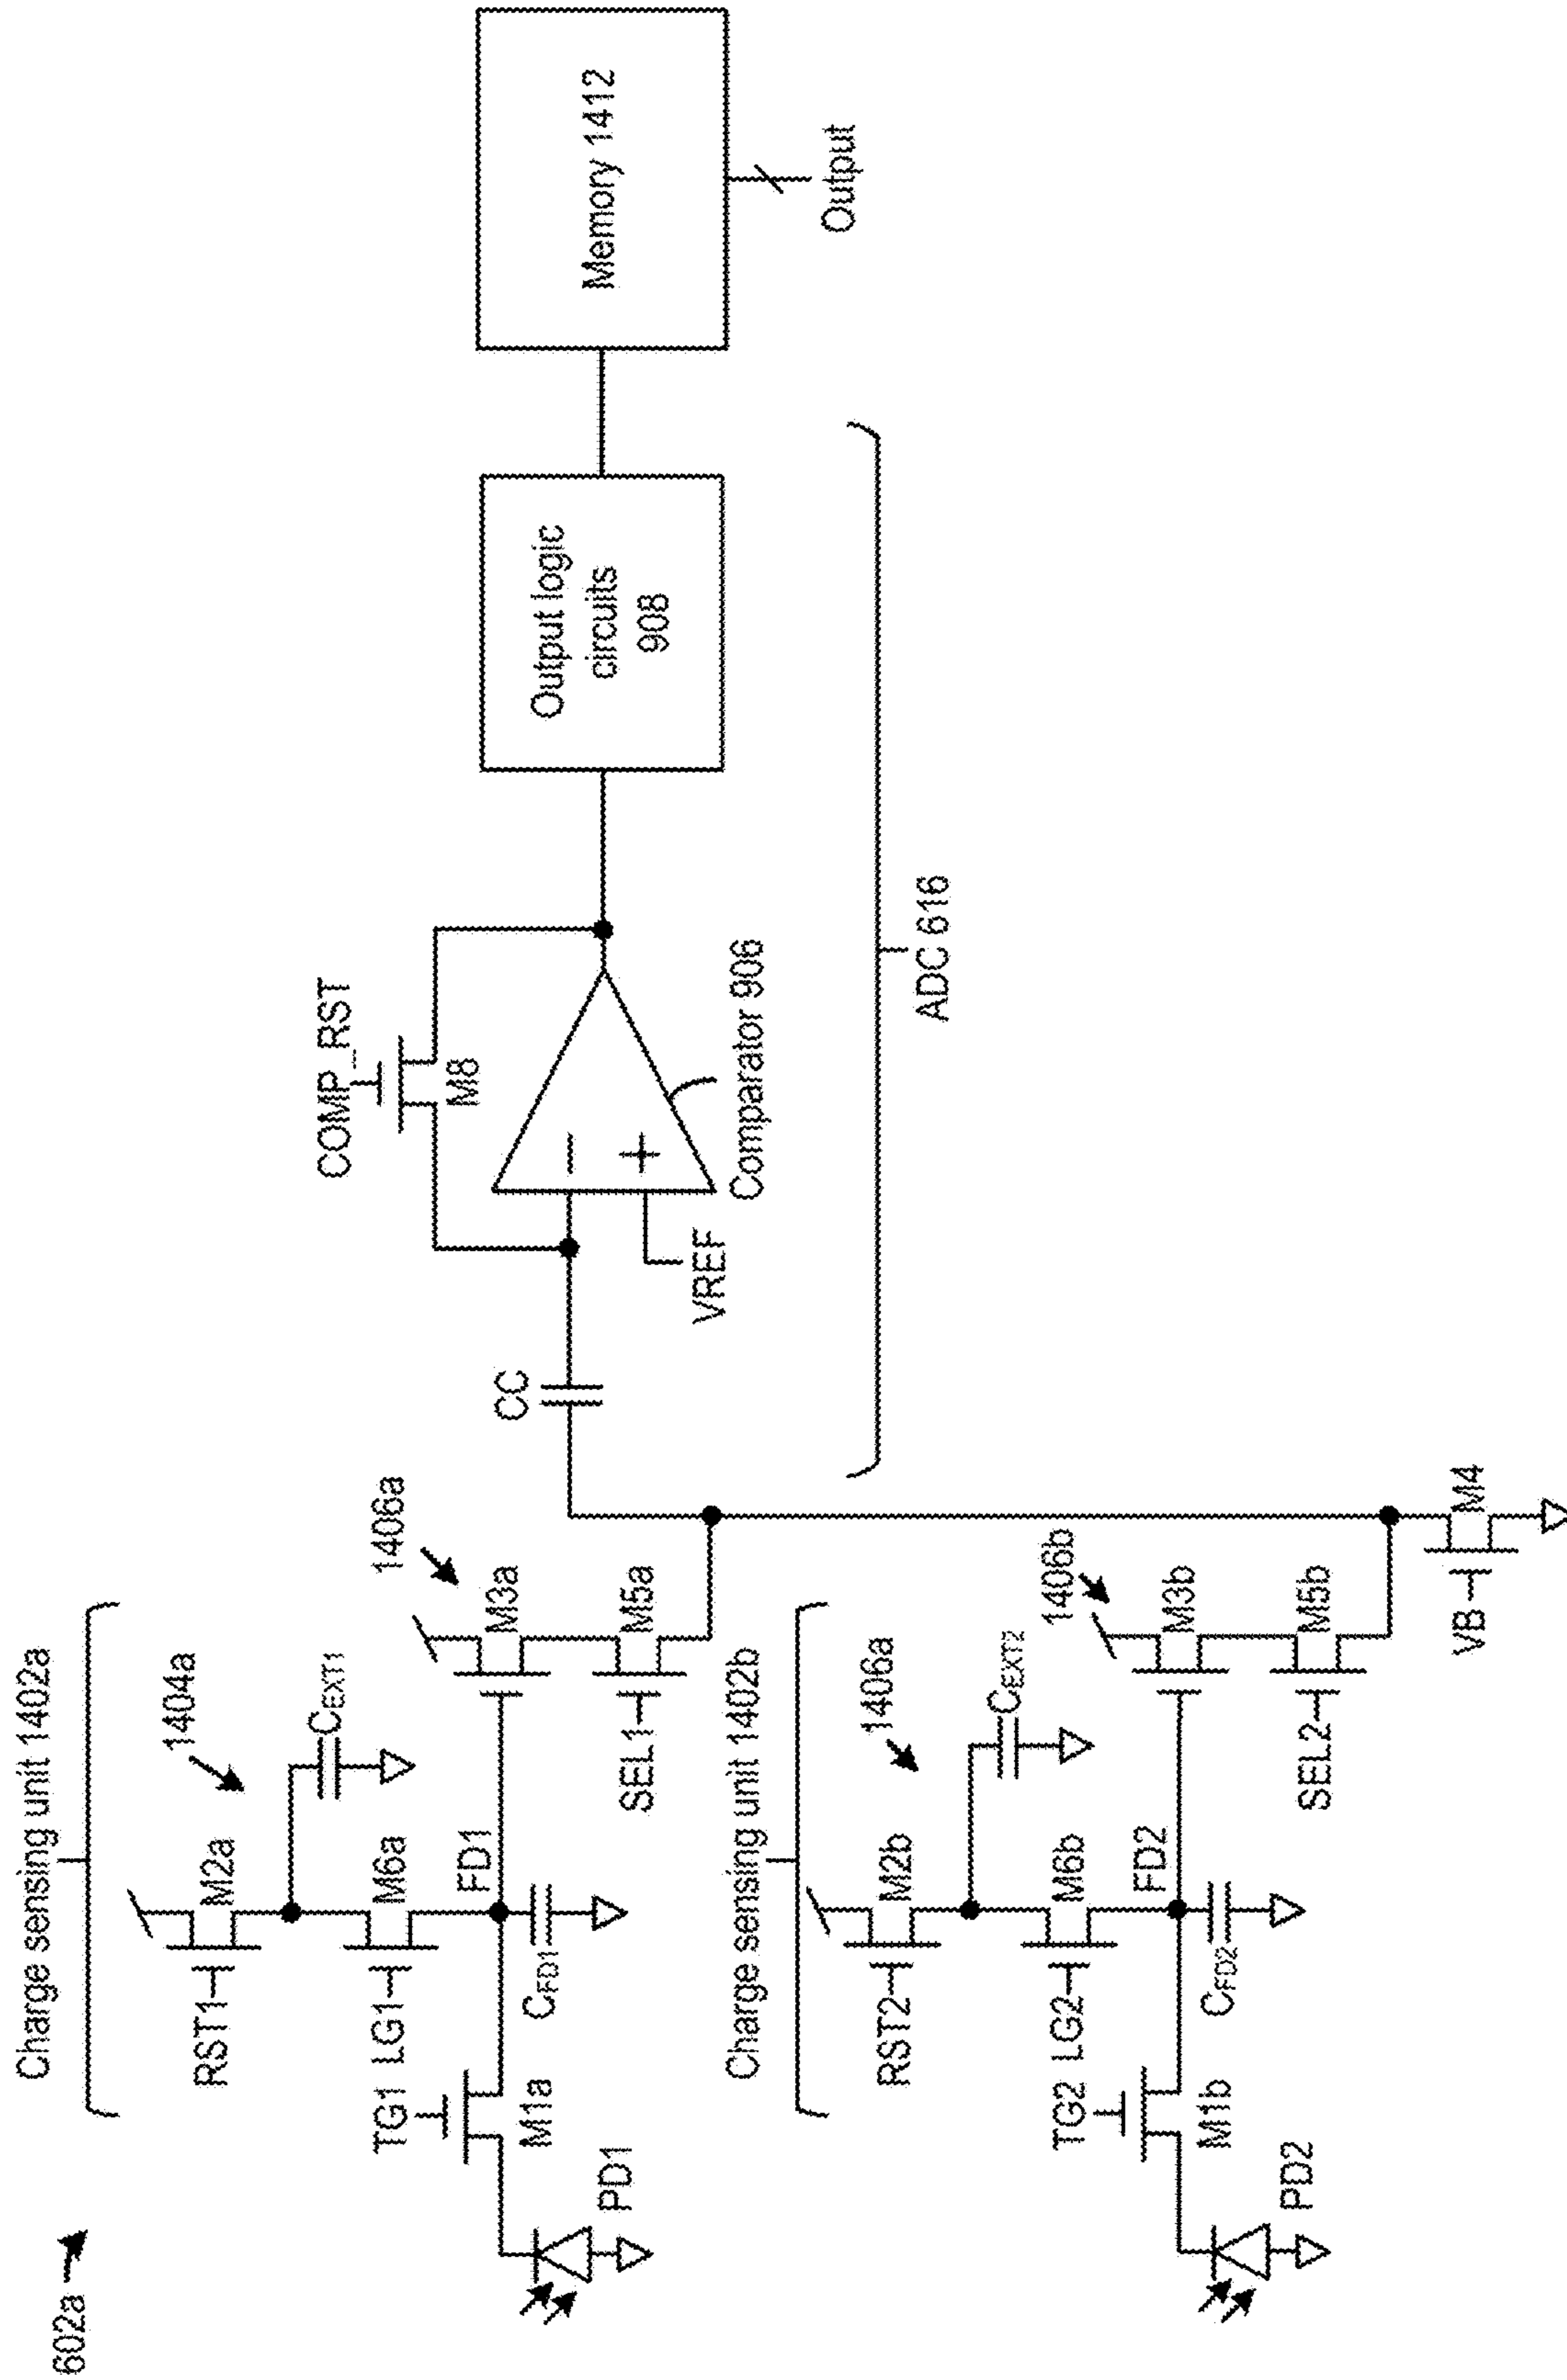 602a
Charge sensing unit 1402a
1404a
RST1
M2a
CEXT1
LG1
M6a
TG1
M1a
FD1
CFD1
PD1
1406a
M3a
SEL1
M5a
Charge sensing unit 1402b
1406a
RST2
M2b
CEXT2
LG2
M6b
TG2
M1b
FD2
CFD2
PD2
1406b
M3b
SEL2
M5b
VB
M4
CC
COMP_RST
M8
−
+
VREF
Comparator 906
Output logic
circuits
908
ADC 616
Memory 1412
Output